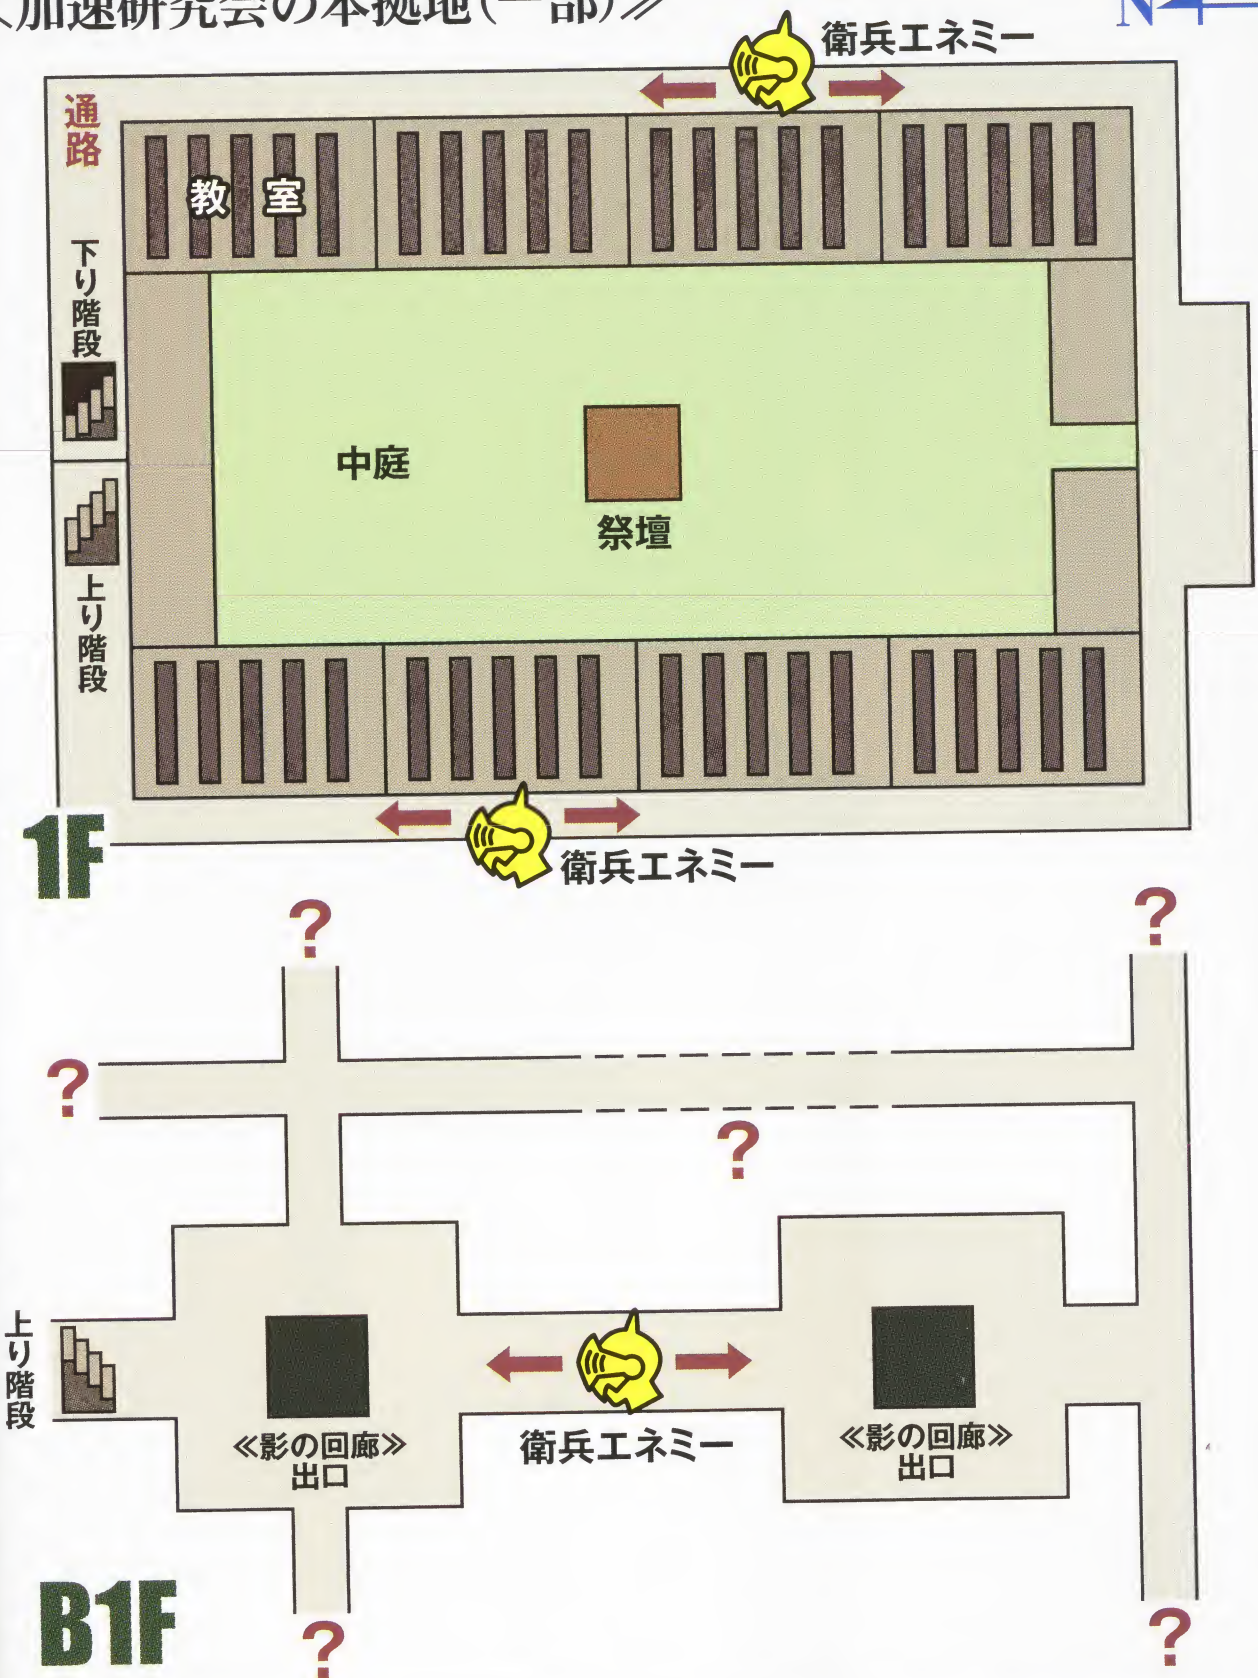 加速研究会の本拠地(一部)≫
N
衛兵エネミー
通路
教室
下り階段
中庭
祭壇
上り階段
1F
衛兵エネミー
?
?
?
?
上り階段
≪影の回廊≫
出口
衛兵エネミー
≪影の回廊≫
出口
B1F
?
?